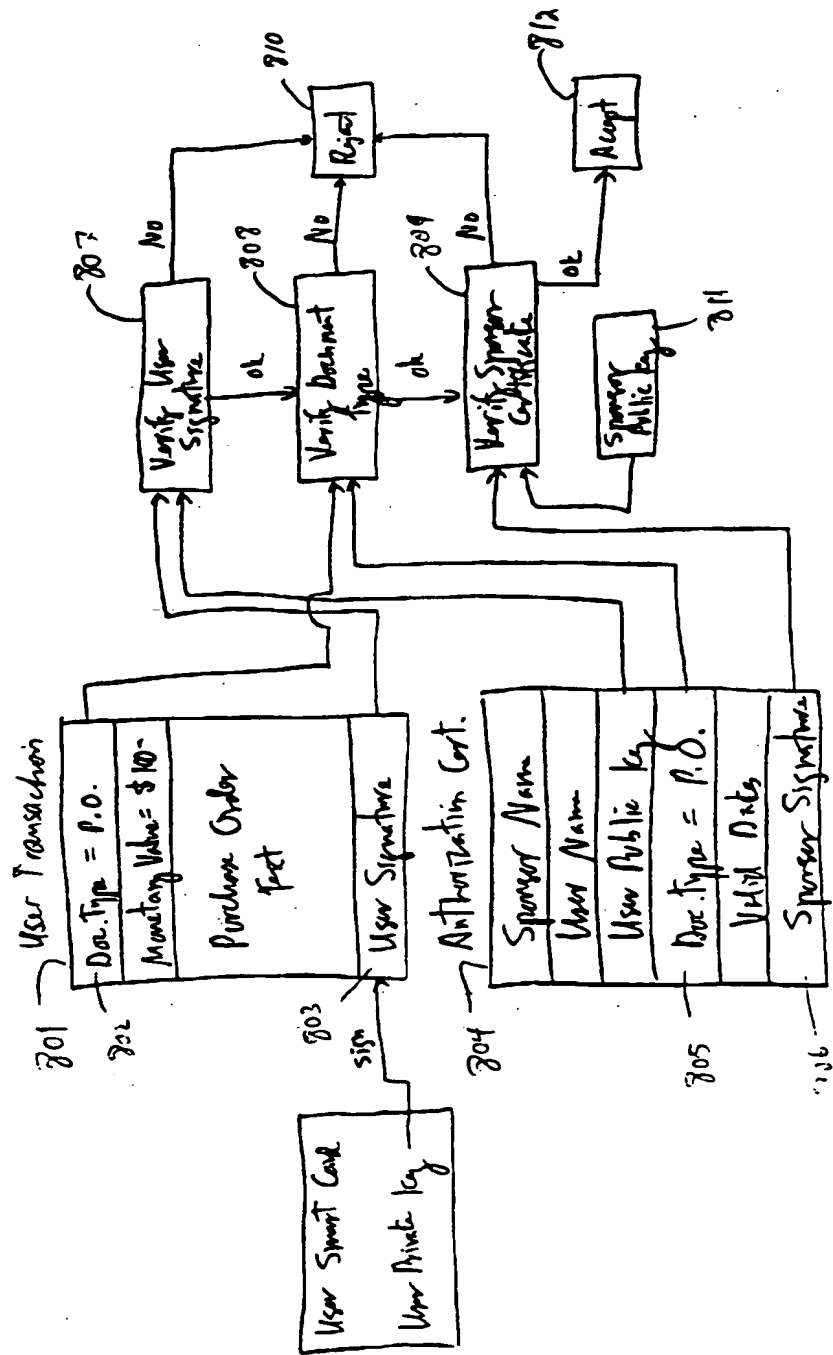 User Smart Card
User Private Key
sign
801
User Transaction
802
Doc. Type = P.O.
Monetary Value = $100-
Purchase Order
Text
803
User Signature
804
Authorization Cert.
Sponsor Name
User Name
User Public Key
805
Doc. Type = P.O.
Valid Dates
Sponsor Signature
807
Verify User
Signature
No
ok
808
Verify Document
Type
No
ok
809
Verify Sponsor
Certificate
No
ok
810
Reject
Sponsor
Public Key
811
812
Accept